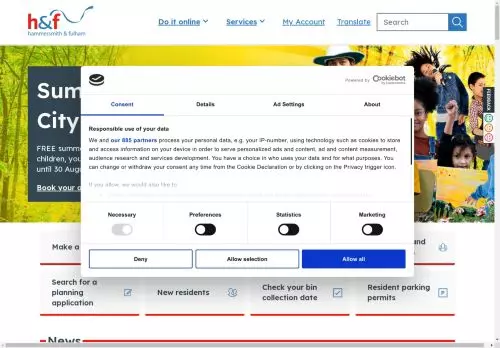 h&f
hammersmith & fulham
Do it online
Services
My Account
Translate
Search
Sum
City
FREE summe
children, you
until 30 Augu
Book your a
FEEDBACK
Powered by Cookiebot
by Usercentrics
Consent
Details
Ad Settings
About
Responsible use of your data
We and our 885 partners process your personal data, e.g. your IP-number, using technology such as cookies to store
and access information on your device in order to serve personalized ads and content, ad and content measurement,
audience research and services development. You have a choice in who uses your data and for what purposes. You
can change or withdraw your consent any time from the Cookie Declaration or by clicking on the Privacy trigger icon.
If you allow, we would also like to:
Necessary
Preferences
Statistics
Marketing
Deny
Allow selection
Allow all
Make a
and
Search for a
planning
application
New residents
Check your bin
collection date
Resident parking
permits
News